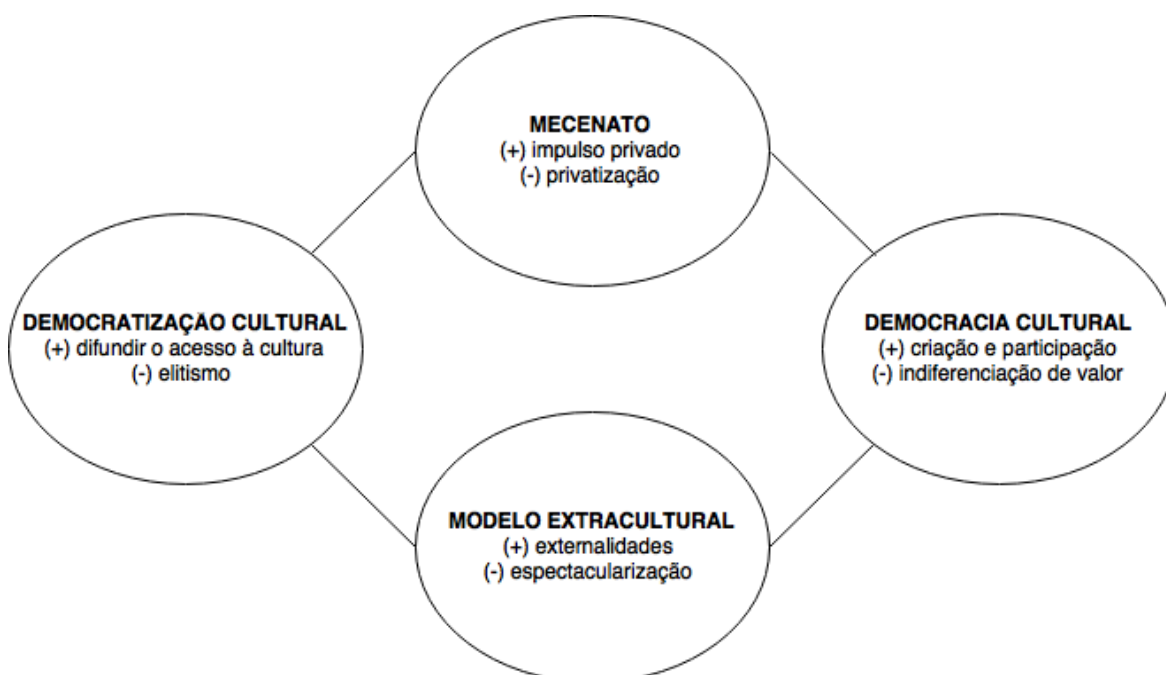 MECENATO
(+) impulso privado
(-) privatização
DEMOCRATIZAÇÃO CULTURAL
(+) difundir o acesso à cultura
(-) elitismo
DEMOCRACIA CULTURAL
(+) criação e participação
(-) indiferenciação de valor
MODELO EXTRACULTURAL
(+) externalidades
(-) espectacularização